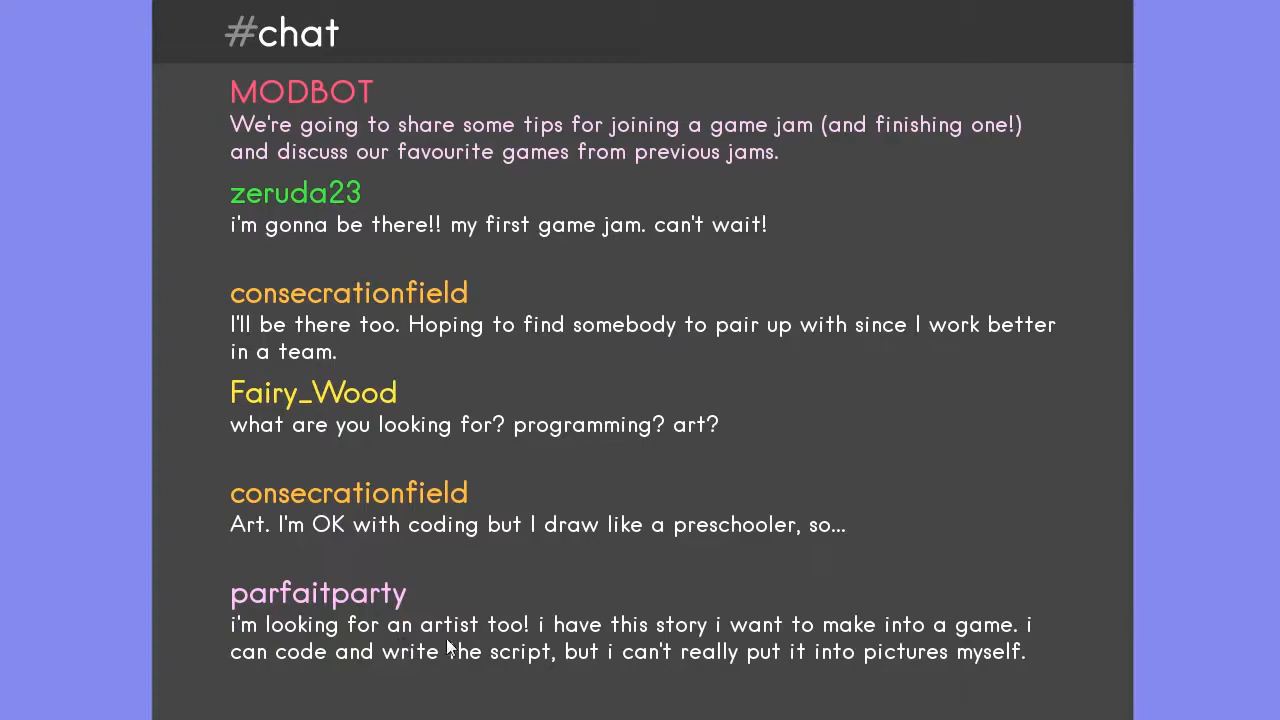 #chat
MODBOT
We're going to share some tips for joining a game jam (and finishing one!)
and discuss our favourite games from previous jams.
zeruda23
i'm gonna be there!! my first game jam. can't wait!
consecrationfield
I'll be there too. Hoping to find somebody to pair up with since I work better
in a team.
Fairy_Wood
what are you looking for? programming? art?
consecrationfield
Art. I'm OK with coding but I draw like a preschooler, so...
parfaitparty
i'm looking for an artist too! i have this story i want to make into a game. i
can code and write the script, but i can't really put it into pictures myself.